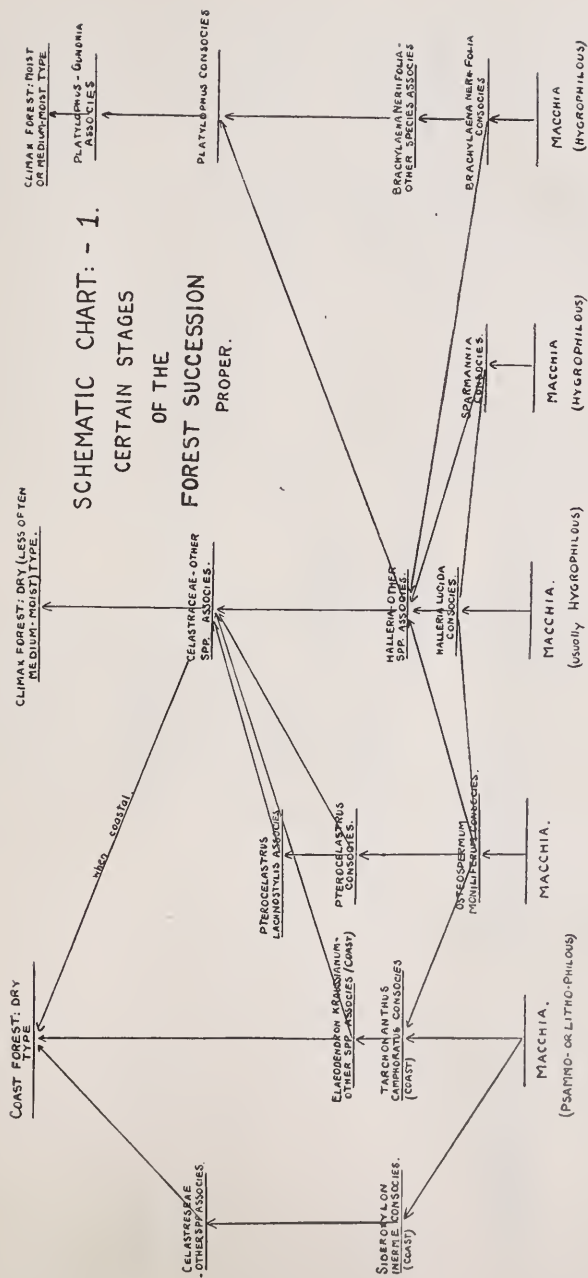 SCHEMATIC CHART: - 1.
CERTAIN STAGES
OF THE
FOREST SUCCESSION
PROPER.
COAST FOREST: DRY
TYPE
CLIMAX FOREST: DRY (LESS OFTEN
MEDIUM-MOIST) TYPE.
CLIMAX FOREST: MOIST
OR MEDIUM-MOIST TYPE
PLATYLOPHUS - GUNONIA
ASSOCIES
when coastal.
CELASTRESEAE
- OTHER SPP ASSOCIES.
CELASTRACEAE - OTHER
SPP. ASSOCIES.
PLATYLOPHUS CONSOCIES
PTEROCELASTRUS
LACHNOSTYLIS ASSOCIES
ELAEODENDRON KRAUSSIANUM-
OTHER SPP. ASSOCIES (COAST)
PTEROCELASTRUS
CONSOCIES.
SIDEROXYLON
INERME CONSOCIES.
(COAST)
TARCHONANTHUS
CAMPHORATUS CONSOCIES
(COAST)
HALLERIA-OTHER
SPP. ASSOCIES.
BRACHYLAENA NERIIFOLIA -
OTHER SPECIES ASSOCIES
OSTEOSPERMUM
MONILIFERUM CONSOCIES.
HALLERIA LUCIDA
CONSOCIES.
SPARMANNIA
CONSOCIES.
BRACHYLAENA NERIIFOLIA
CONSOCIES
MACCHIA.
(PSAMMO- OR LITHO-PHILOUS)
MACCHIA.
MACCHIA.
(USUALLY HYGROPHILOUS)
MACCHIA
(HYGROPHILOUS)
MACCHIA
(HYGROPHILOUS)